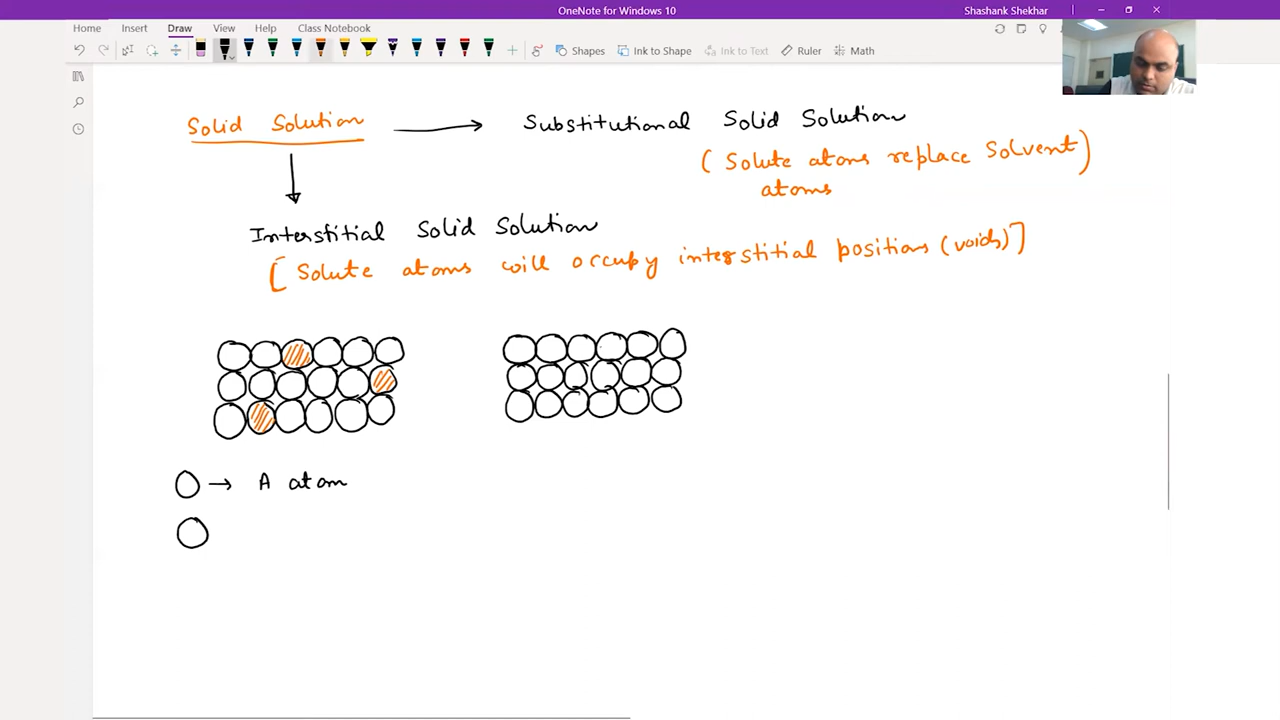 OneNote for Windows 10
Shashank Shekhar
Home Insert Draw View Help Class Notebook
Shapes Ink to Shape Ink to Text Ruler Math
Solid Solution → Substitutional Solid Solution
(Solute atoms replace Solvent)
atoms
Interstitial Solid Solution
[Solute atoms will occupy interstitial positions (voids)]
→ A atom